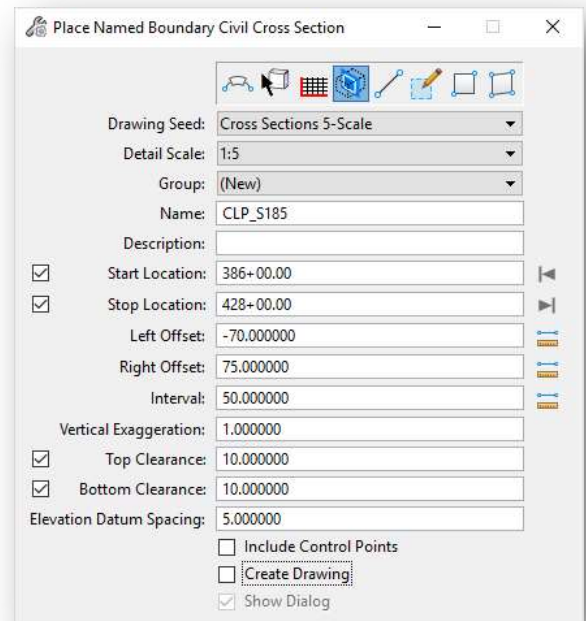 Place Named Boundary Civil Cross Section
Drawing Seed: Cross Sections 5-Scale
Detail Scale: 1:5
Group: (New)
Name: CLP_S185
Description:
Start Location: 386+00.00
Stop Location: 428+00.00
Left Offset: -70.000000
Right Offset: 75.000000
Interval: 50.000000
Vertical Exaggeration: 1.000000
Top Clearance: 10.000000
Bottom Clearance: 10.000000
Elevation Datum Spacing: 5.000000
Include Control Points
Create Drawing
Show Dialog